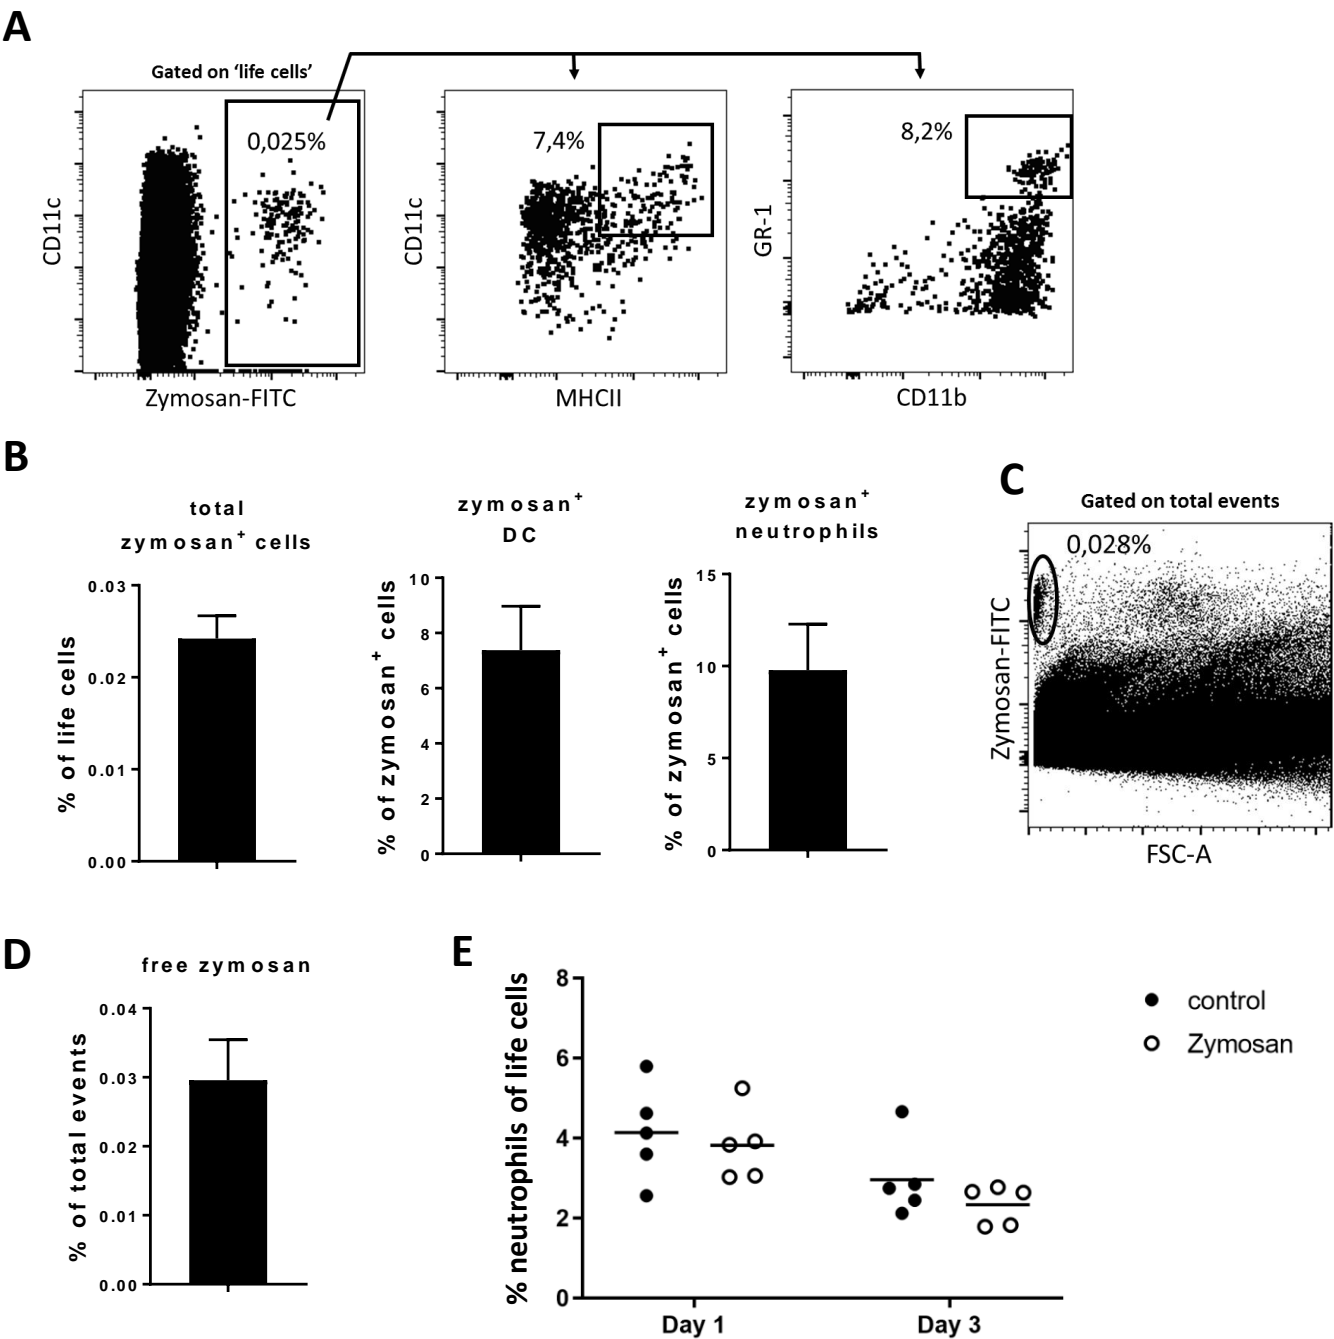 A
Gated on ‘life cells’
0,025%
CD11c
Zymosan-FITC
7,4%
CD11c
MHCII
8,2%
GR-1
CD11b
B
total
zymosan+ cells
% of life cells
0.03
0.02
0.01
0.00
zymosan+
DC
% of zymosan+ cells
10
8
6
4
2
0
zymosan+
neutrophils
% of zymosan+ cells
15
10
5
0
C
Gated on total events
0,028%
Zymosan-FITC
FSC-A
D
free zymosan
% of total events
0.04
0.03
0.02
0.01
0.00
E
% neutrophils of life cells
8
6
4
2
0
Day 1
Day 3
control
Zymosan